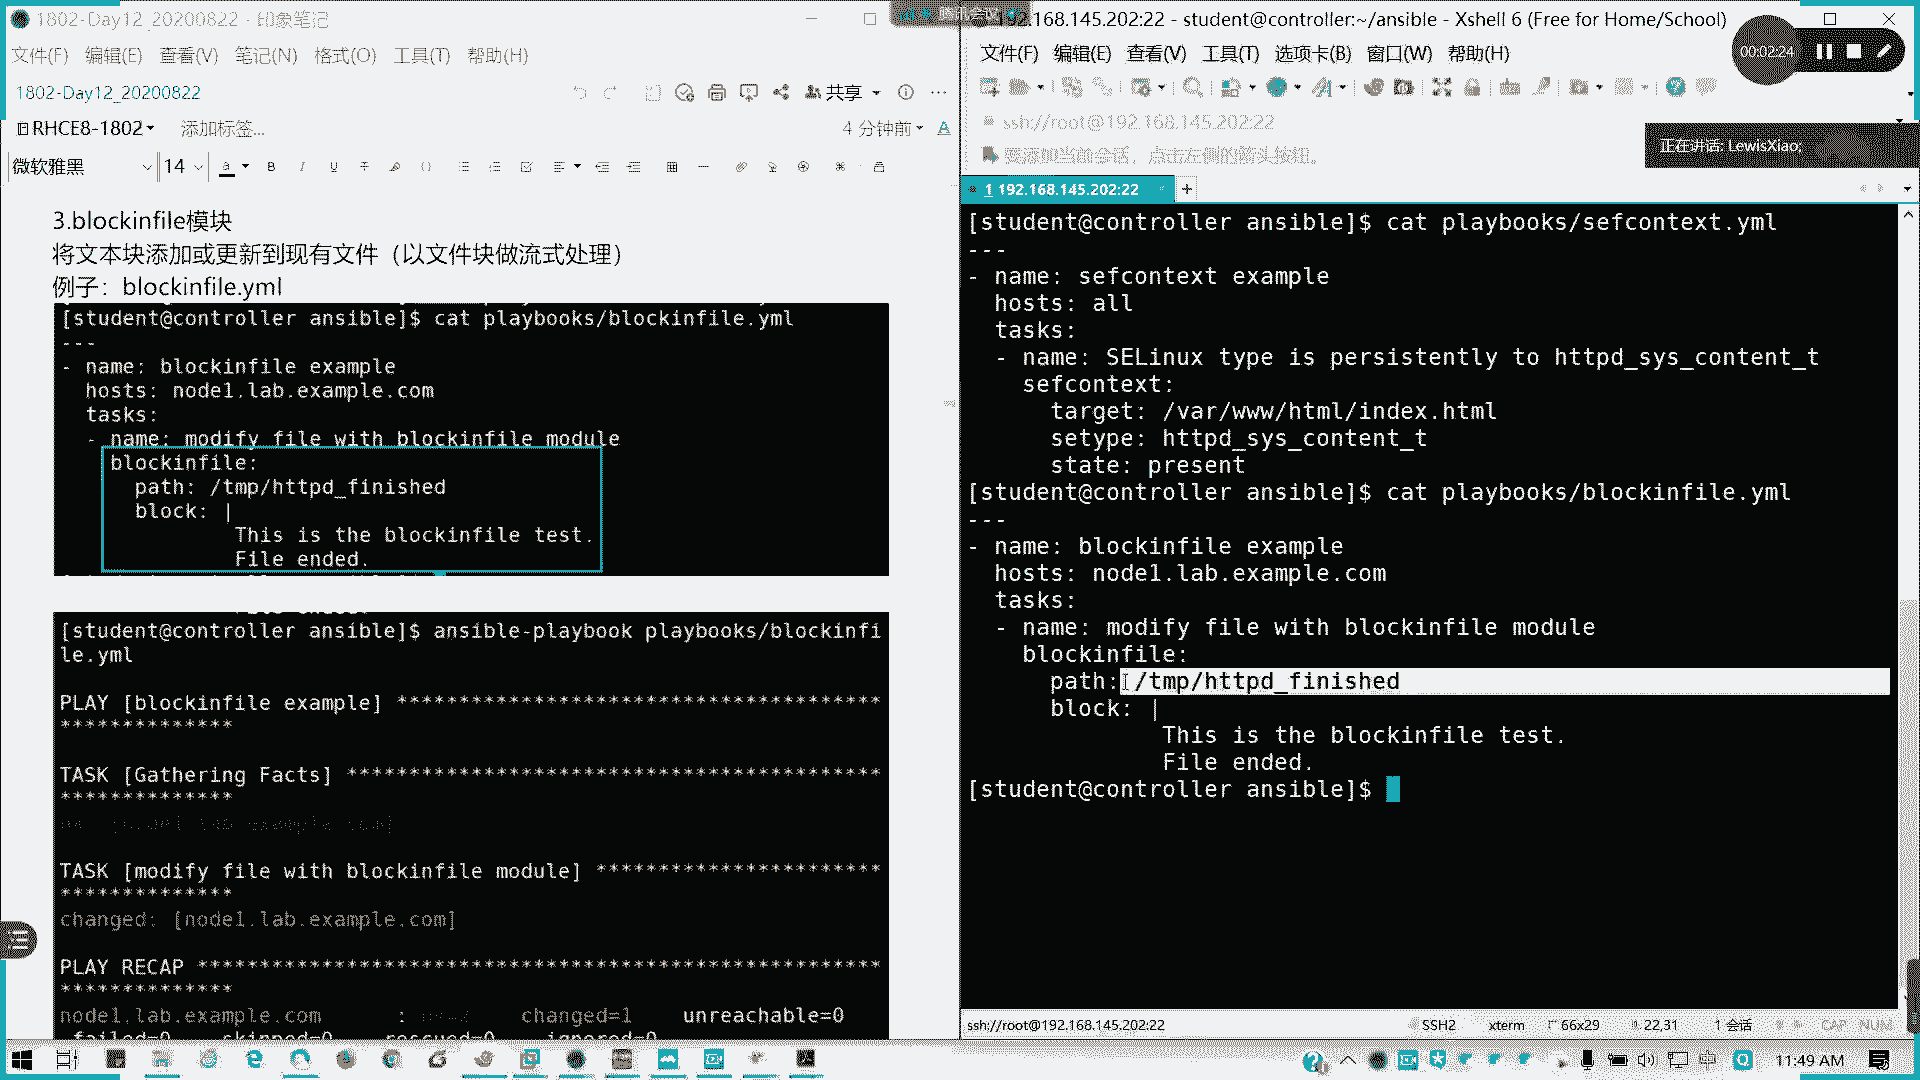 1802-Day12_20200822 - 印象笔记
文件(F) 编辑(E) 查看(V) 笔记(N) 格式(O) 工具(T) 帮助(H)
1802-Day12_20200822
共享
RHCE8-1802
添加标签...
4 分钟前
微软雅黑
14
3.blockinfile模块
将文本块添加或更新到现有文件（以文件块做流式处理）
例子：blockinfile.yml
[student@controller ansible]$ cat playbooks/blockinfile.yml
---
- name: blockinfile example
hosts: node1.lab.example.com
tasks:
- name: modify file with blockinfile module
blockinfile:
path: /tmp/httpd_finished
block: |
This is the blockinfile test.
File ended.
[student@controller ansible]$ ansible-playbook playbooks/blockinfi
le.yml
PLAY [blockinfile example] *******************************************
**************
TASK [Gathering Facts] ***********************************************
**************
TASK [modify file with blockinfile module] ***************************
**************
changed: [node1.lab.example.com]
PLAY RECAP ***********************************************************
**************
node1.lab.example.com : changed=1 unreachable=0
failed=0 skipped=0 rescued=0 ignored=0
腾讯会议
192.168.145.202:22 - student@controller:~/ansible - Xshell 6 (Free for Home/School)
文件(F) 编辑(E) 查看(V) 工具(T) 选项卡(B) 窗口(W) 帮助(H)
00:02:24
ssh://root@192.168.145.202:22
要添加当前会话，点击左侧的箭头按钮。
正在讲话: LewisXiao;
1 192.168.145.202:22
[student@controller ansible]$ cat playbooks/sefcontext.yml
---
- name: sefcontext example
hosts: all
tasks:
- name: SELinux type is persistently to httpd_sys_content_t
sefcontext:
target: /var/www/html/index.html
setype: httpd_sys_content_t
state: present
[student@controller ansible]$ cat playbooks/blockinfile.yml
---
- name: blockinfile example
hosts: node1.lab.example.com
tasks:
- name: modify file with blockinfile module
blockinfile:
path: /tmp/httpd_finished
block: |
This is the blockinfile test.
File ended.
[student@controller ansible]$
ssh://root@192.168.145.202:22
SSH2 xterm 66x29 22,31 1 会话 CAP NUM
中
11:49 AM